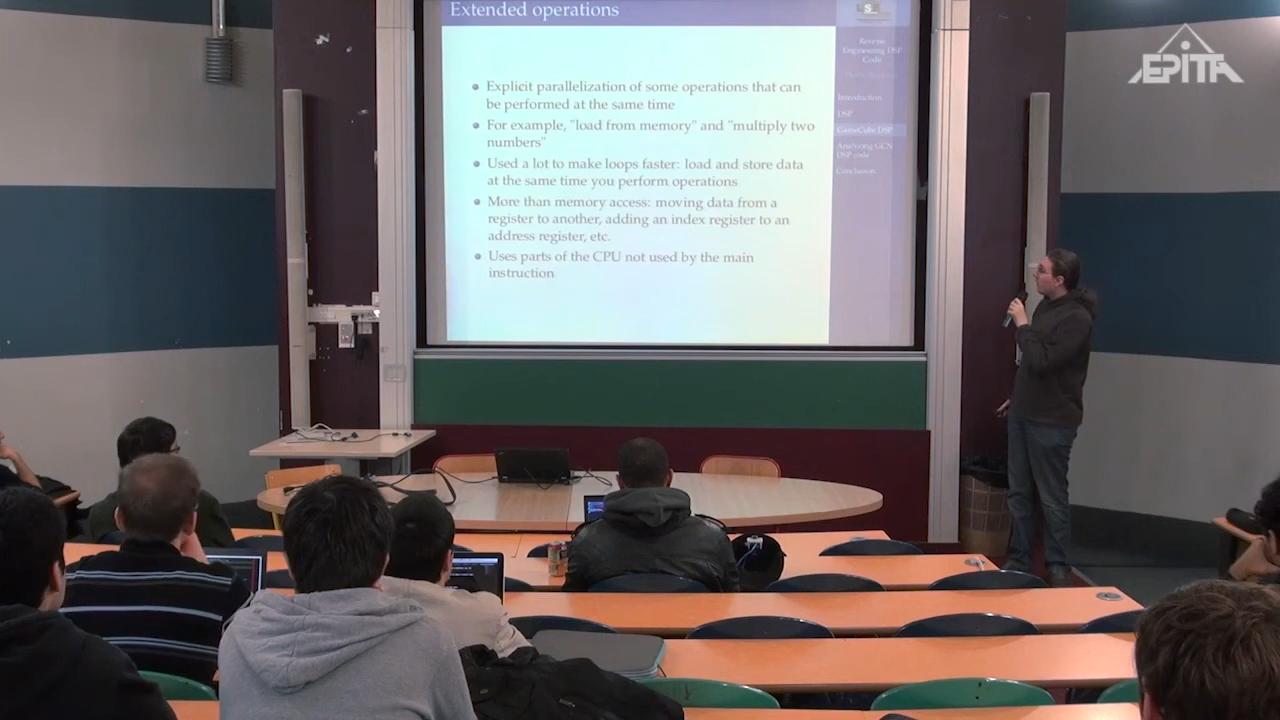 Extended operations
Explicit parallelization of some operations that can
be performed at the same time
For example, "load from memory" and "multiply two
numbers"
Used a lot to make loops faster: load and store data
at the same time you perform operations
More than memory access: moving data from a
register to another, adding an index register to an
address register, etc.
Uses parts of the CPU not used by the main
instruction
Reverse
Engineering DSP
Code
Introduction
DSP
GameCube DSP
Analyzing GCN
DSP code
Conclusion
EPITA